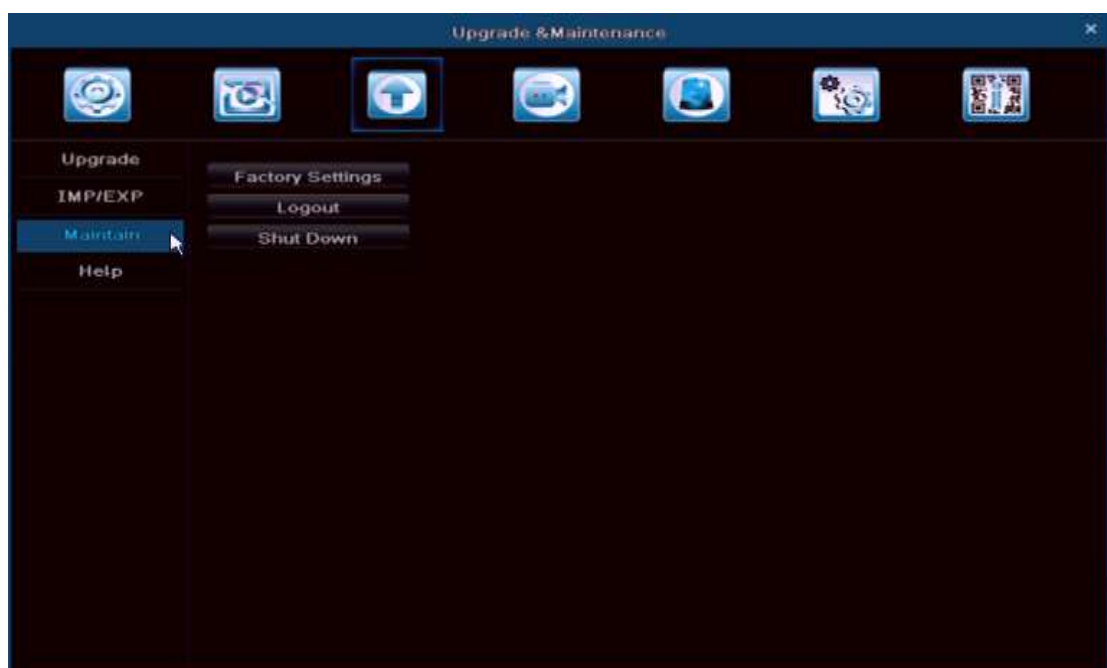 Upgrade &Maintenance
Upgrade
IMP/EXP
Maintain
Help
Factory Settings
Logout
Shut Down